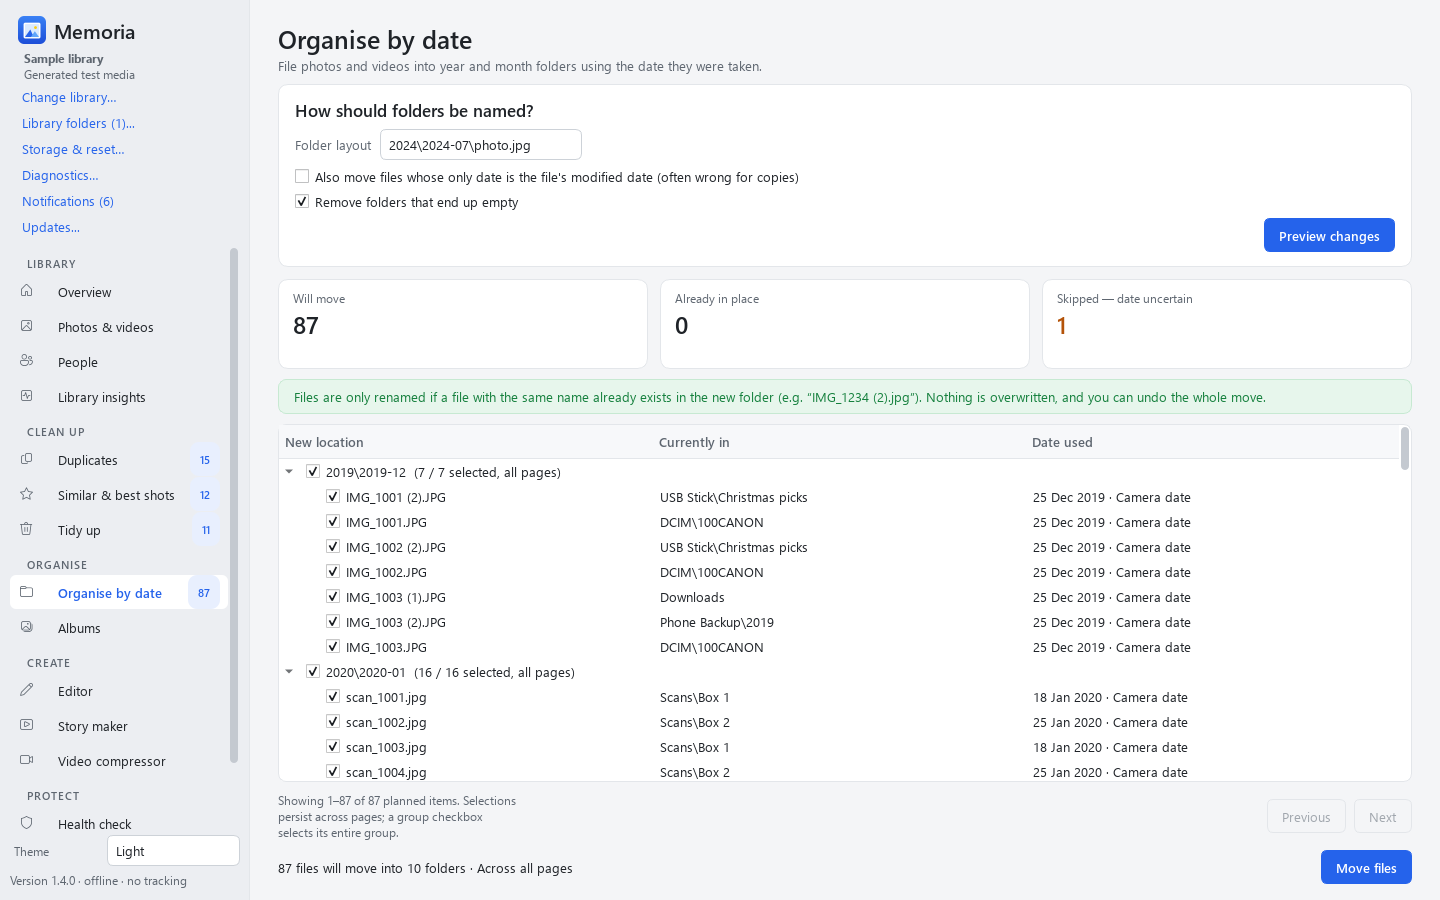 Memoria
Sample library
Generated test media
Change library...
Library folders (1)...
Storage & reset...
Diagnostics...
Notifications (6)
Updates...
LIBRARY
Overview
Photos & videos
People
Library insights
CLEAN UP
Duplicates 15
Similar & best shots 12
Tidy up 11
ORGANISE
Organise by date 87
Albums
CREATE
Editor
Story maker
Video compressor
PROTECT
Health check
Theme Light
Version 1.4.0 · offline · no tracking
Organise by date
File photos and videos into year and month folders using the date they were taken.
How should folders be named?
Folder layout 2024\2024-07\photo.jpg
Also move files whose only date is the file's modified date (often wrong for copies)
Remove folders that end up empty
Preview changes
Will move
87
Already in place
0
Skipped — date uncertain
1
Files are only renamed if a file with the same name already exists in the new folder (e.g. “IMG_1234 (2).jpg”). Nothing is overwritten, and you can undo the whole move.
New location Currently in Date used
2019\2019-12 (7 / 7 selected, all pages)
IMG_1001 (2).JPG USB Stick\Christmas picks 25 Dec 2019 · Camera date
IMG_1001.JPG DCIM\100CANON 25 Dec 2019 · Camera date
IMG_1002 (2).JPG USB Stick\Christmas picks 25 Dec 2019 · Camera date
IMG_1002.JPG DCIM\100CANON 25 Dec 2019 · Camera date
IMG_1003 (1).JPG Downloads 25 Dec 2019 · Camera date
IMG_1003 (2).JPG Phone Backup\2019 25 Dec 2019 · Camera date
IMG_1003.JPG DCIM\100CANON 25 Dec 2019 · Camera date
2020\2020-01 (16 / 16 selected, all pages)
scan_1001.jpg Scans\Box 1 18 Jan 2020 · Camera date
scan_1002.jpg Scans\Box 2 25 Jan 2020 · Camera date
scan_1003.jpg Scans\Box 1 18 Jan 2020 · Camera date
scan_1004.jpg Scans\Box 2 25 Jan 2020 · Camera date
Showing 1–87 of 87 planned items. Selections
persist across pages; a group checkbox
selects its entire group.
Previous Next
87 files will move into 10 folders · Across all pages
Move files